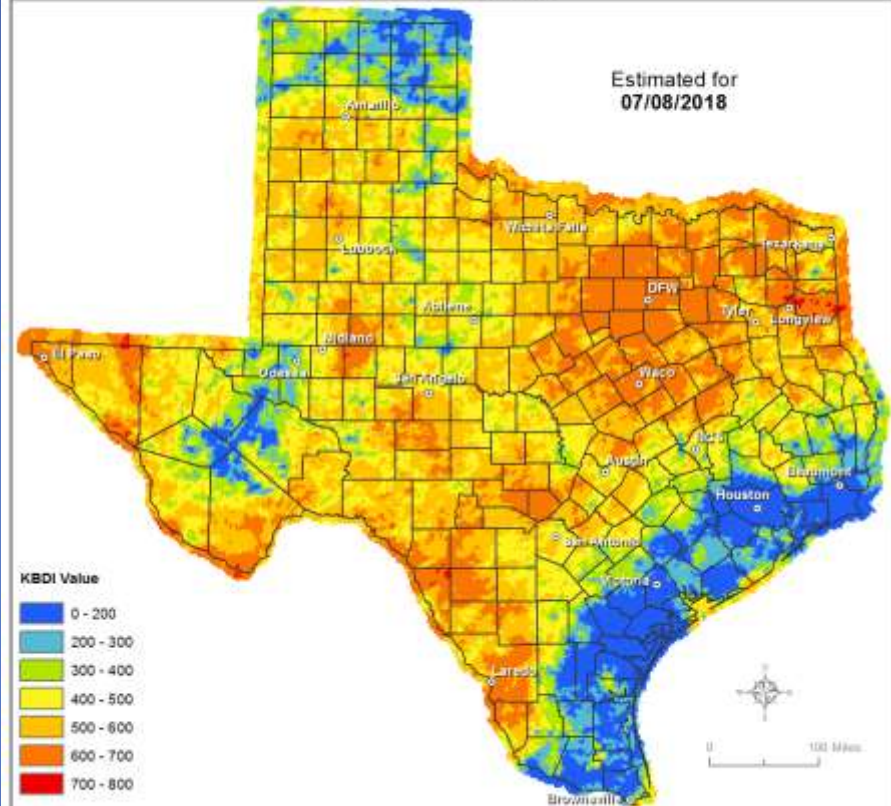 Estimated for
07/08/2018
Amarillo
Wichita Falls
Texarkana
Lubbock
DFW
Abilene
Tyler
Longview
El Paso
Midland
Odessa
Waco
San Angelo
BCS
Austin
Beaumont
Houston
San Antonio
Victoria
Laredo
Brownsville
KBDI Value
0 - 200
200 - 300
300 - 400
400 - 500
500 - 600
600 - 700
700 - 800
0 100 Miles